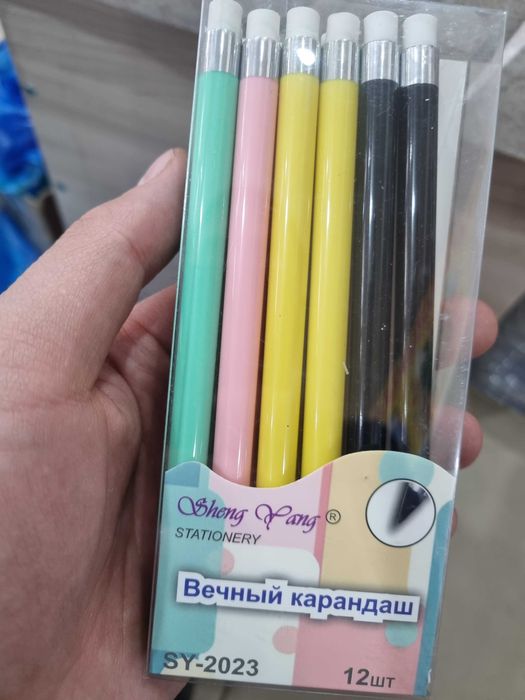 Sheng Yang ®
STATIONERY
Вечный карандаш
SY-2023
12шт